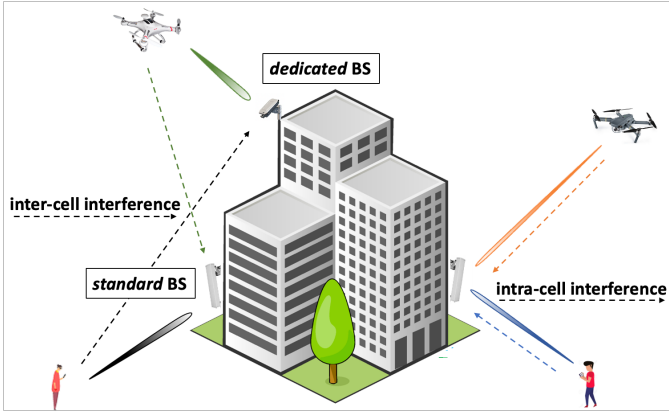 dedicated BS
inter-cell interference
standard BS
intra-cell interference